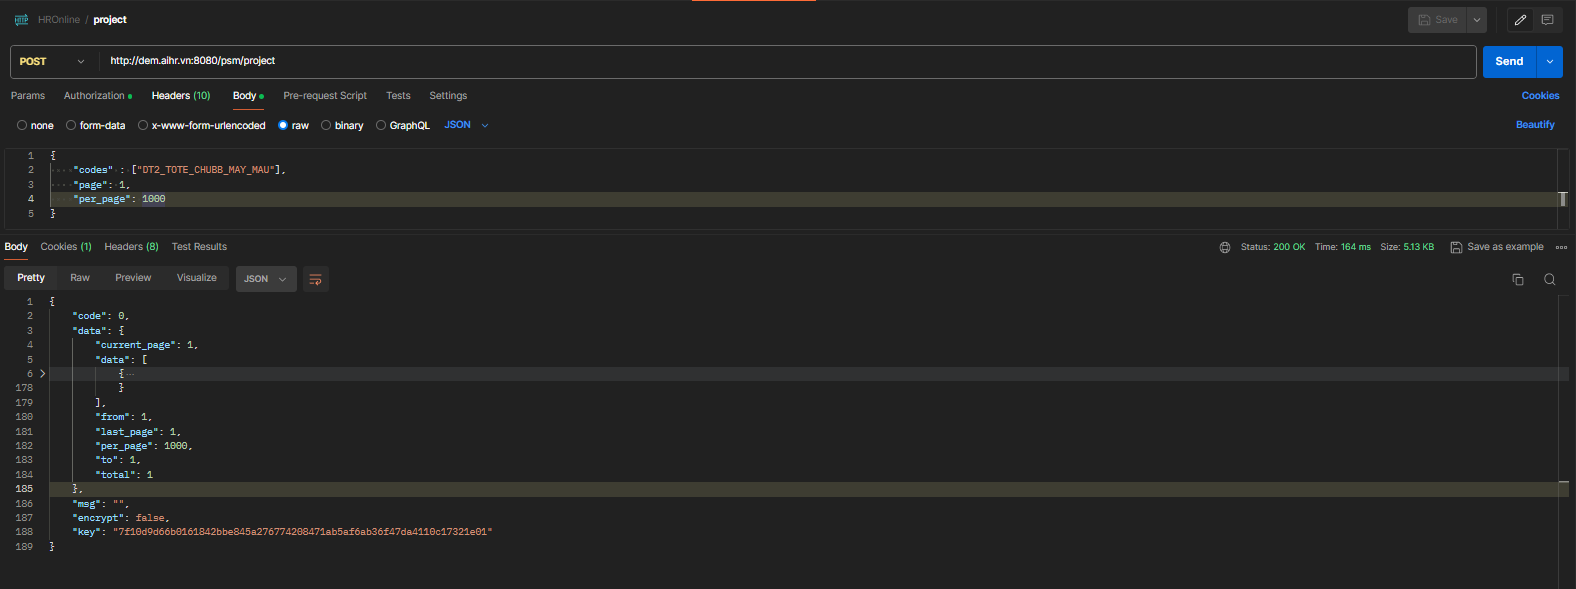 HTTP HROnline / project Save
POST http://dem.aihr.vn:8080/psm/project Send
Params Authorization Headers (10) Body Pre-request Script Tests Settings Cookies
none form-data x-www-form-urlencoded raw binary GraphQL JSON Beautify
1 {
2 "codes" : ["DT2_TOTE_CHUBB_MAY_MAU"],
3 "page": 1,
4 "per_page": 1000
5 }
Body Cookies (1) Headers (8) Test Results Status: 200 OK Time: 164 ms Size: 5.13 KB Save as example
Pretty Raw Preview Visualize JSON
1 {
2 "code": 0,
3 "data": {
4 "current_page": 1,
5 "data": [
6 { ...
178 }
179 ],
180 "from": 1,
181 "last_page": 1,
182 "per_page": 1000,
183 "to": 1,
184 "total": 1
185 },
186 "msg": "",
187 "encrypt": false,
188 "key": "7f10d9d66b0161842bbe845a276774208471ab5af6ab36f47da4110c17321e01"
189 }